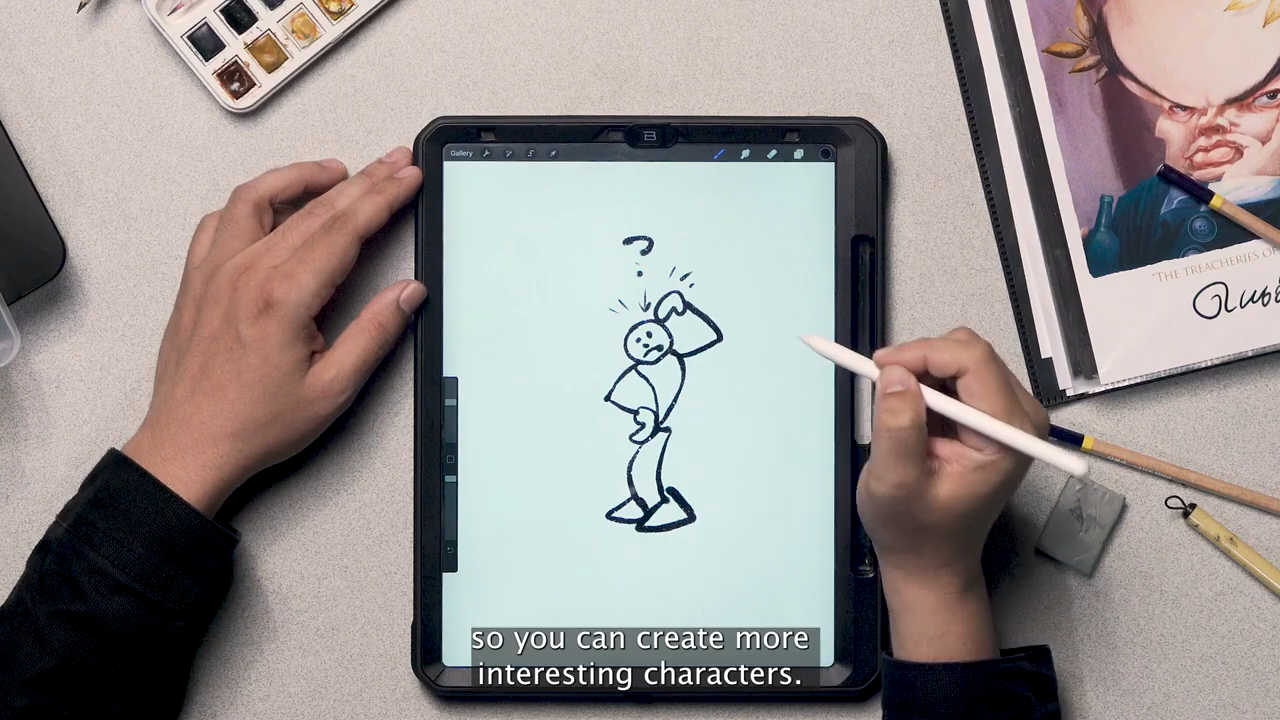 Gallery
?
"THE TREACHERIES OF
so you can create more
interesting characters.